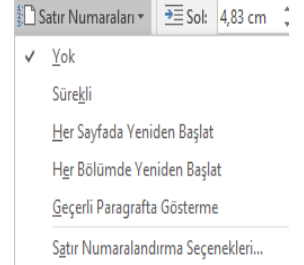 Satır Numaraları Sol: 4,83 cm
Yok
Sürekli
Her Sayfada Yeniden Başlat
Her Bölümde Yeniden Başlat
Geçerli Paragrafta Gösterme
Satır Numaralandırma Seçenekleri...